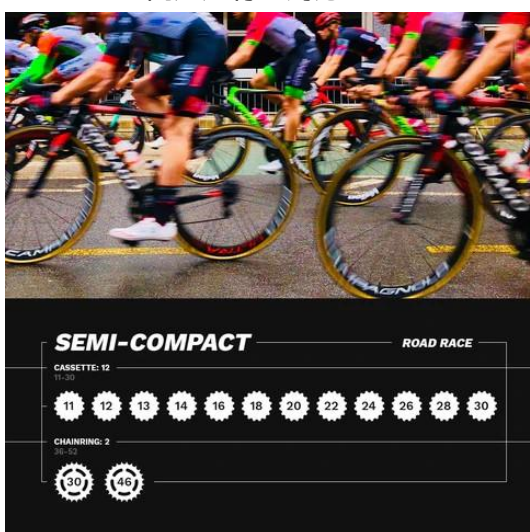 SEMI-COMPACT
ROAD RACE
CASSETTE: 12
11-30
11 12 13 14 16 18 20 22 24 26 28 30
CHAINRING: 2
36-52
30 46